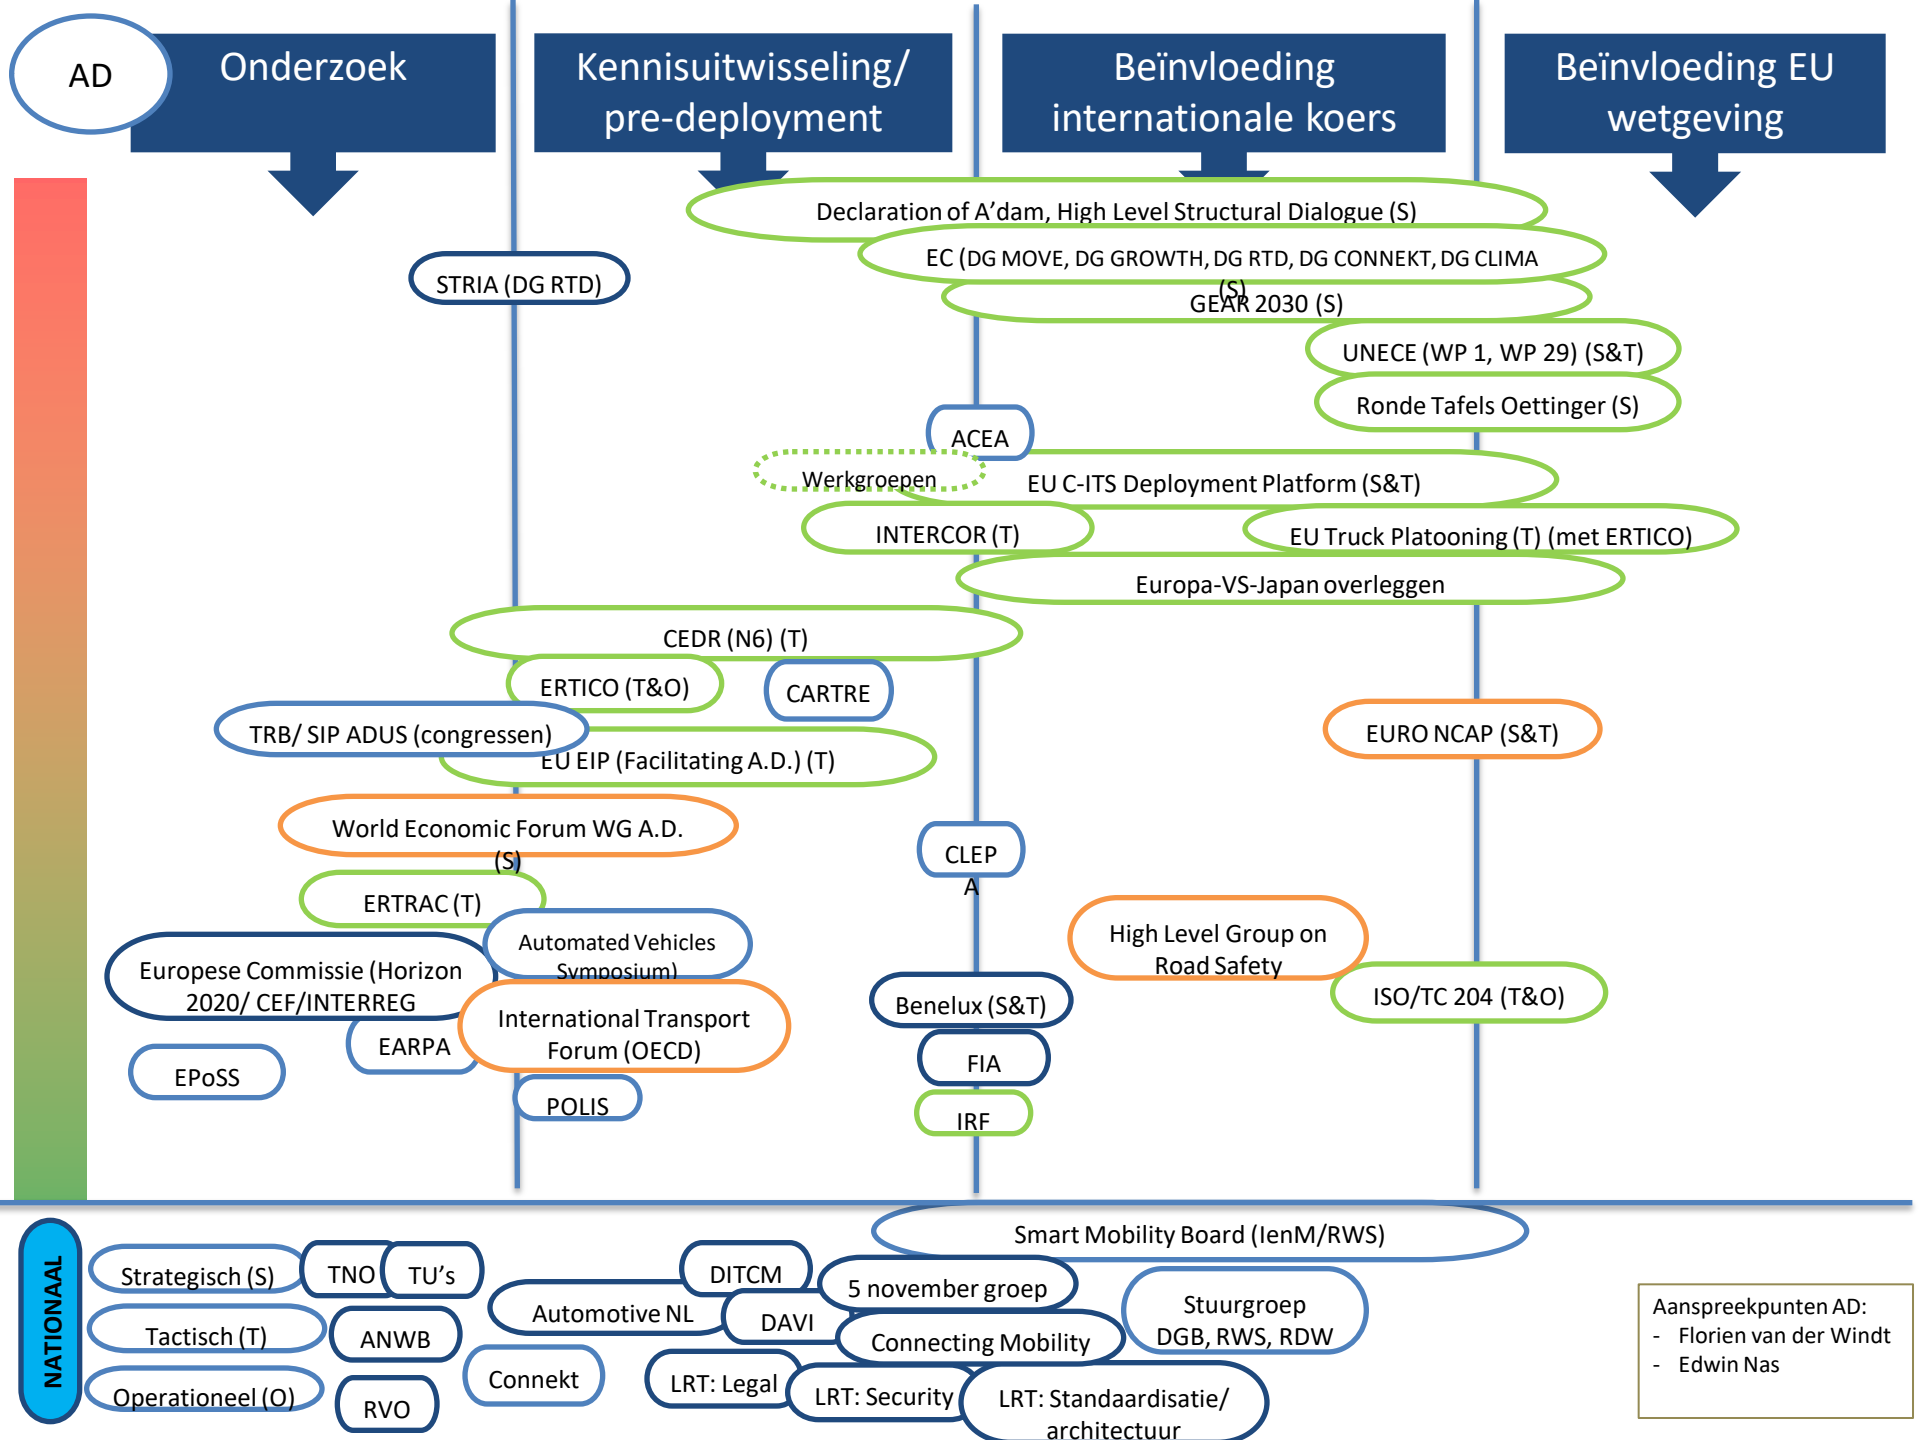 AD
Onderzoek
Kennisuitwisseling/
pre-deployment
Beïnvloeding
internationale koers
Beïnvloeding EU
wetgeving
Declaration of A’dam, High Level Structural Dialogue (S)
EC (DG MOVE, DG GROWTH, DG RTD, DG CONNEKT, DG CLIMA
(S)
STRIA (DG RTD)
GEAR 2030 (S)
UNECE (WP 1, WP 29) (S&T)
Ronde Tafels Oettinger (S)
ACEA
Werkgroepen
EU C-ITS Deployment Platform (S&T)
INTERCOR (T)
EU Truck Platooning (T) (met ERTICO)
Europa-VS-Japan overleggen
CEDR (N6) (T)
ERTICO (T&O)
CARTRE
TRB/ SIP ADUS (congressen)
EURO NCAP (S&T)
EU EIP (Facilitating A.D.) (T)
World Economic Forum WG A.D.
(S)
CLEP
A
ERTRAC (T)
Automated Vehicles
Symposium)
High Level Group on
Road Safety
Europese Commissie (Horizon
2020/ CEF/INTERREG
Benelux (S&T)
ISO/TC 204 (T&O)
International Transport
Forum (OECD)
EARPA
EPoSS
FIA
POLIS
IRF
NATIONAAL
Smart Mobility Board (IenM/RWS)
Strategisch (S)
TNO
TU’s
DITCM
5 november groep
Automotive NL
DAVI
Stuurgroep
DGB, RWS, RDW
Tactisch (T)
ANWB
Connecting Mobility
Connekt
LRT: Legal
LRT: Security
LRT: Standaardisatie/
architectuur
Operationeel (O)
RVO
Aanspreekpunten AD:
- Florien van der Windt
- Edwin Nas